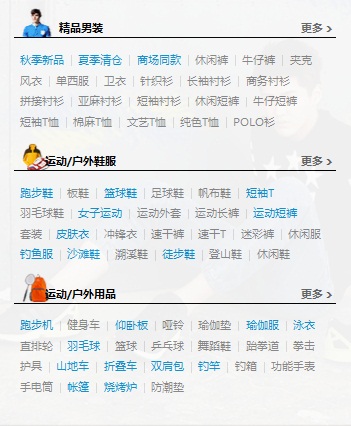 精品男装 更多 >
秋季新品 | 夏季清仓 | 商场同款 | 休闲裤 | 牛仔裤 | 夹克
风衣 | 单西服 | 卫衣 | 针织衫 | 长袖衬衫 | 商务衬衫
拼接衬衫 | 亚麻衬衫 | 短袖衬衫 | 休闲短裤 | 牛仔短裤
短袖T恤 | 棉麻T恤 | 文艺T恤 | 纯色T恤 | POLO衫
运动/户外鞋服 更多 >
跑步鞋 | 板鞋 | 篮球鞋 | 足球鞋 | 帆布鞋 | 短袖T
羽毛球鞋 | 女子运动 | 运动外套 | 运动长裤 | 运动短裤
套装 | 皮肤衣 | 冲锋衣 | 速干裤 | 速干T | 迷彩裤 | 休闲服
钓鱼服 | 沙滩鞋 | 溯溪鞋 | 徒步鞋 | 登山鞋 | 休闲鞋
运动/户外用品 更多 >
跑步机 | 健身车 | 仰卧板 | 哑铃 | 瑜伽垫 | 瑜伽服 | 泳衣
直排轮 | 羽毛球 | 篮球 | 乒乓球 | 舞蹈鞋 | 跆拳道 | 拳击
护具 | 山地车 | 折叠车 | 双肩包 | 钓竿 | 钓箱 | 功能手表
手电筒 | 帐篷 | 烧烤炉 | 防潮垫